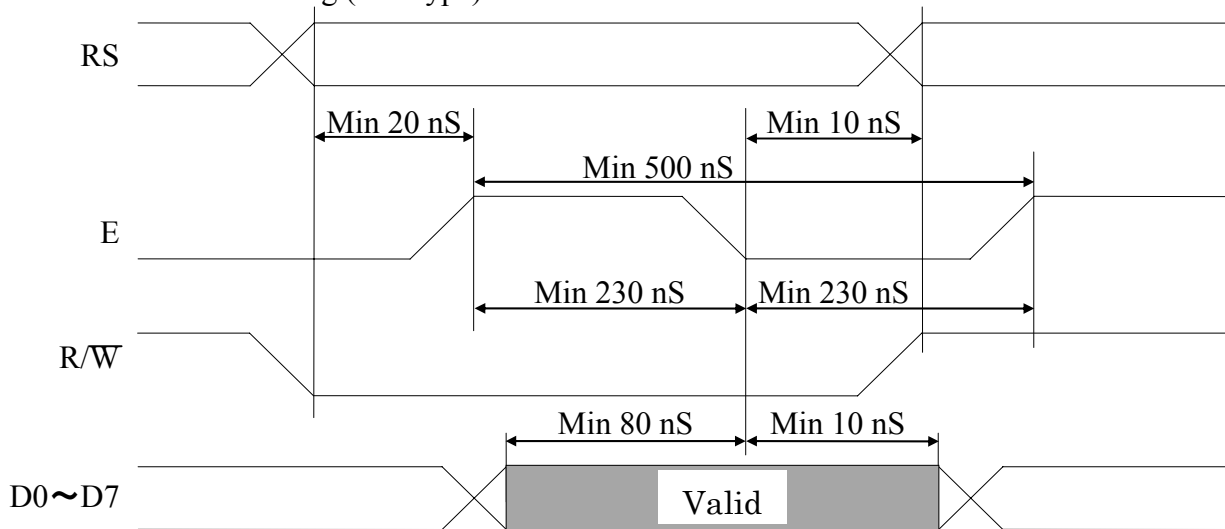 RS
Min 20 nS
Min 10 nS
Min 500 nS
E
Min 230 nS
Min 230 nS
R/W̅
Min 80 nS
Min 10 nS
D0~D7
Valid